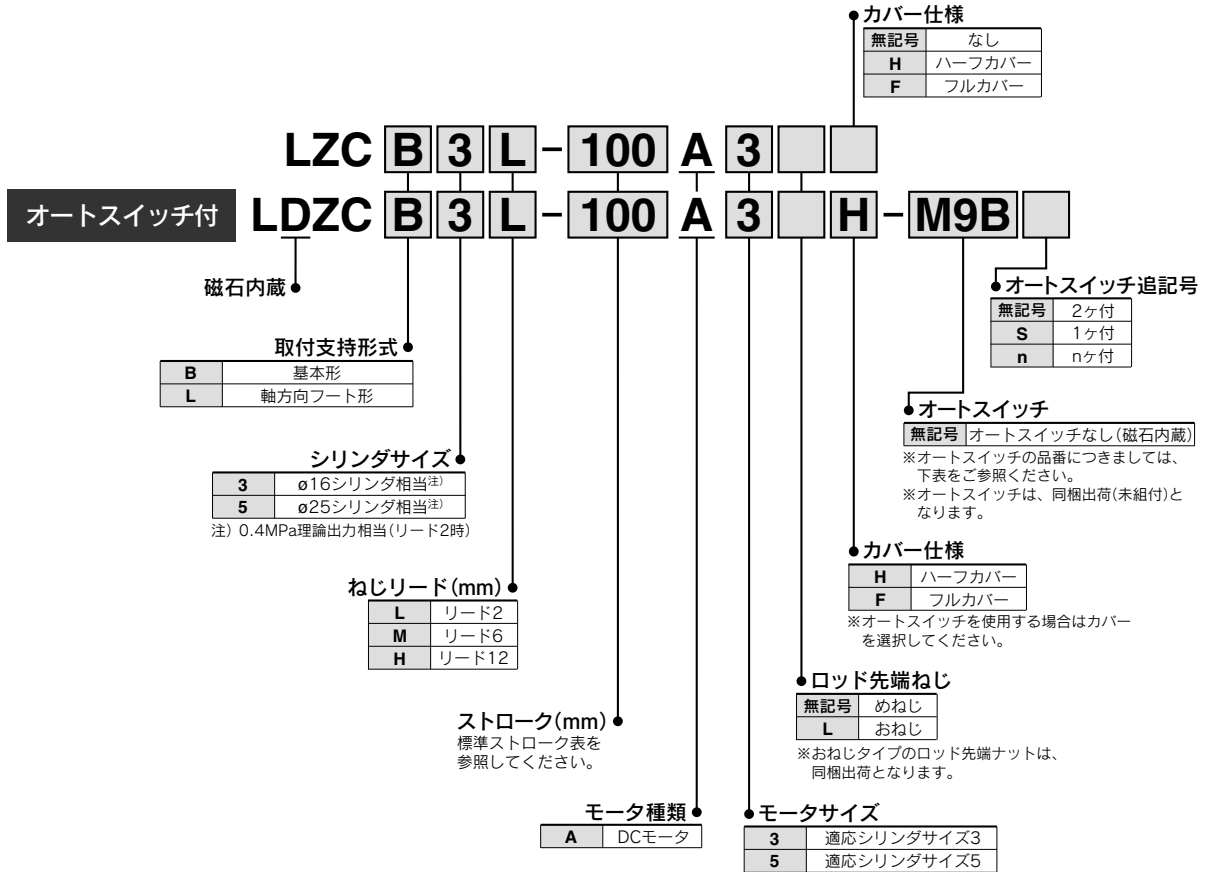 カバー仕様
無記号 なし
H ハーフカバー
F フルカバー
LZC B 3 L - 100 A 3
オートスイッチ付 LDZC B 3 L - 100 A 3 H - M9B
磁石内蔵
オートスイッチ追記号
無記号 2ヶ付
S 1ヶ付
n nヶ付
取付支持形式
B 基本形
L 軸方向フート形
オートスイッチ
無記号 オートスイッチなし(磁石内蔵)
※オートスイッチの品番につきましては、
下表をご参照ください。
※オートスイッチは、同梱出荷(未組付)と
なります。
シリンダサイズ
3 ø16シリンダ相当注)
5 ø25シリンダ相当注)
注) 0.4MPa理論出力相当(リード2時)
カバー仕様
H ハーフカバー
F フルカバー
※オートスイッチを使用する場合はカバー
を選択してください。
ねじリード(mm)
L リード2
M リード6
H リード12
ロッド先端ねじ
無記号 めねじ
L おねじ
※おねじタイプのロッド先端ナットは、
同梱出荷となります。
ストローク(mm)
標準ストローク表を
参照してください。
モータ種類
A DCモータ
モータサイズ
3 適応シリンダサイズ3
5 適応シリンダサイズ5